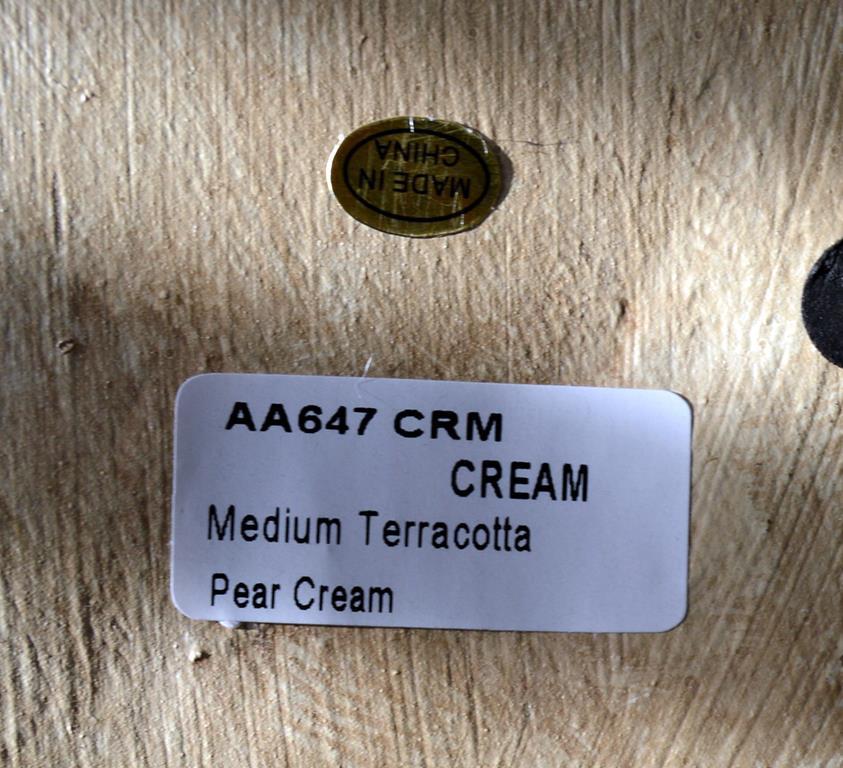 MADE IN
CHINA
AA647 CRM
CREAM
Medium Terracotta
Pear Cream